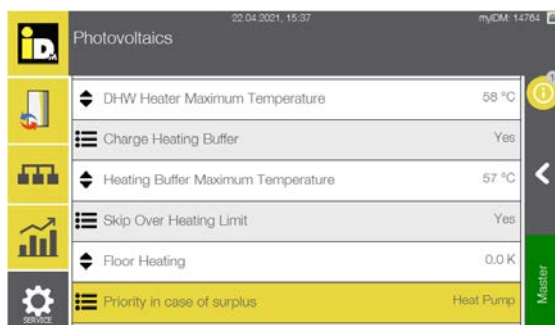 22.04.2021, 15:37
myIDM: 14764
iDM
Photovoltaics
1
i
DHW Heater Maximum Temperature 58 °C
Charge Heating Buffer Yes
Heating Buffer Maximum Temperature 57 °C
Skip Over Heating Limit Yes
Floor Heating 0.0 K
Priority in case of surplus Heat Pump
Master
SERVICE